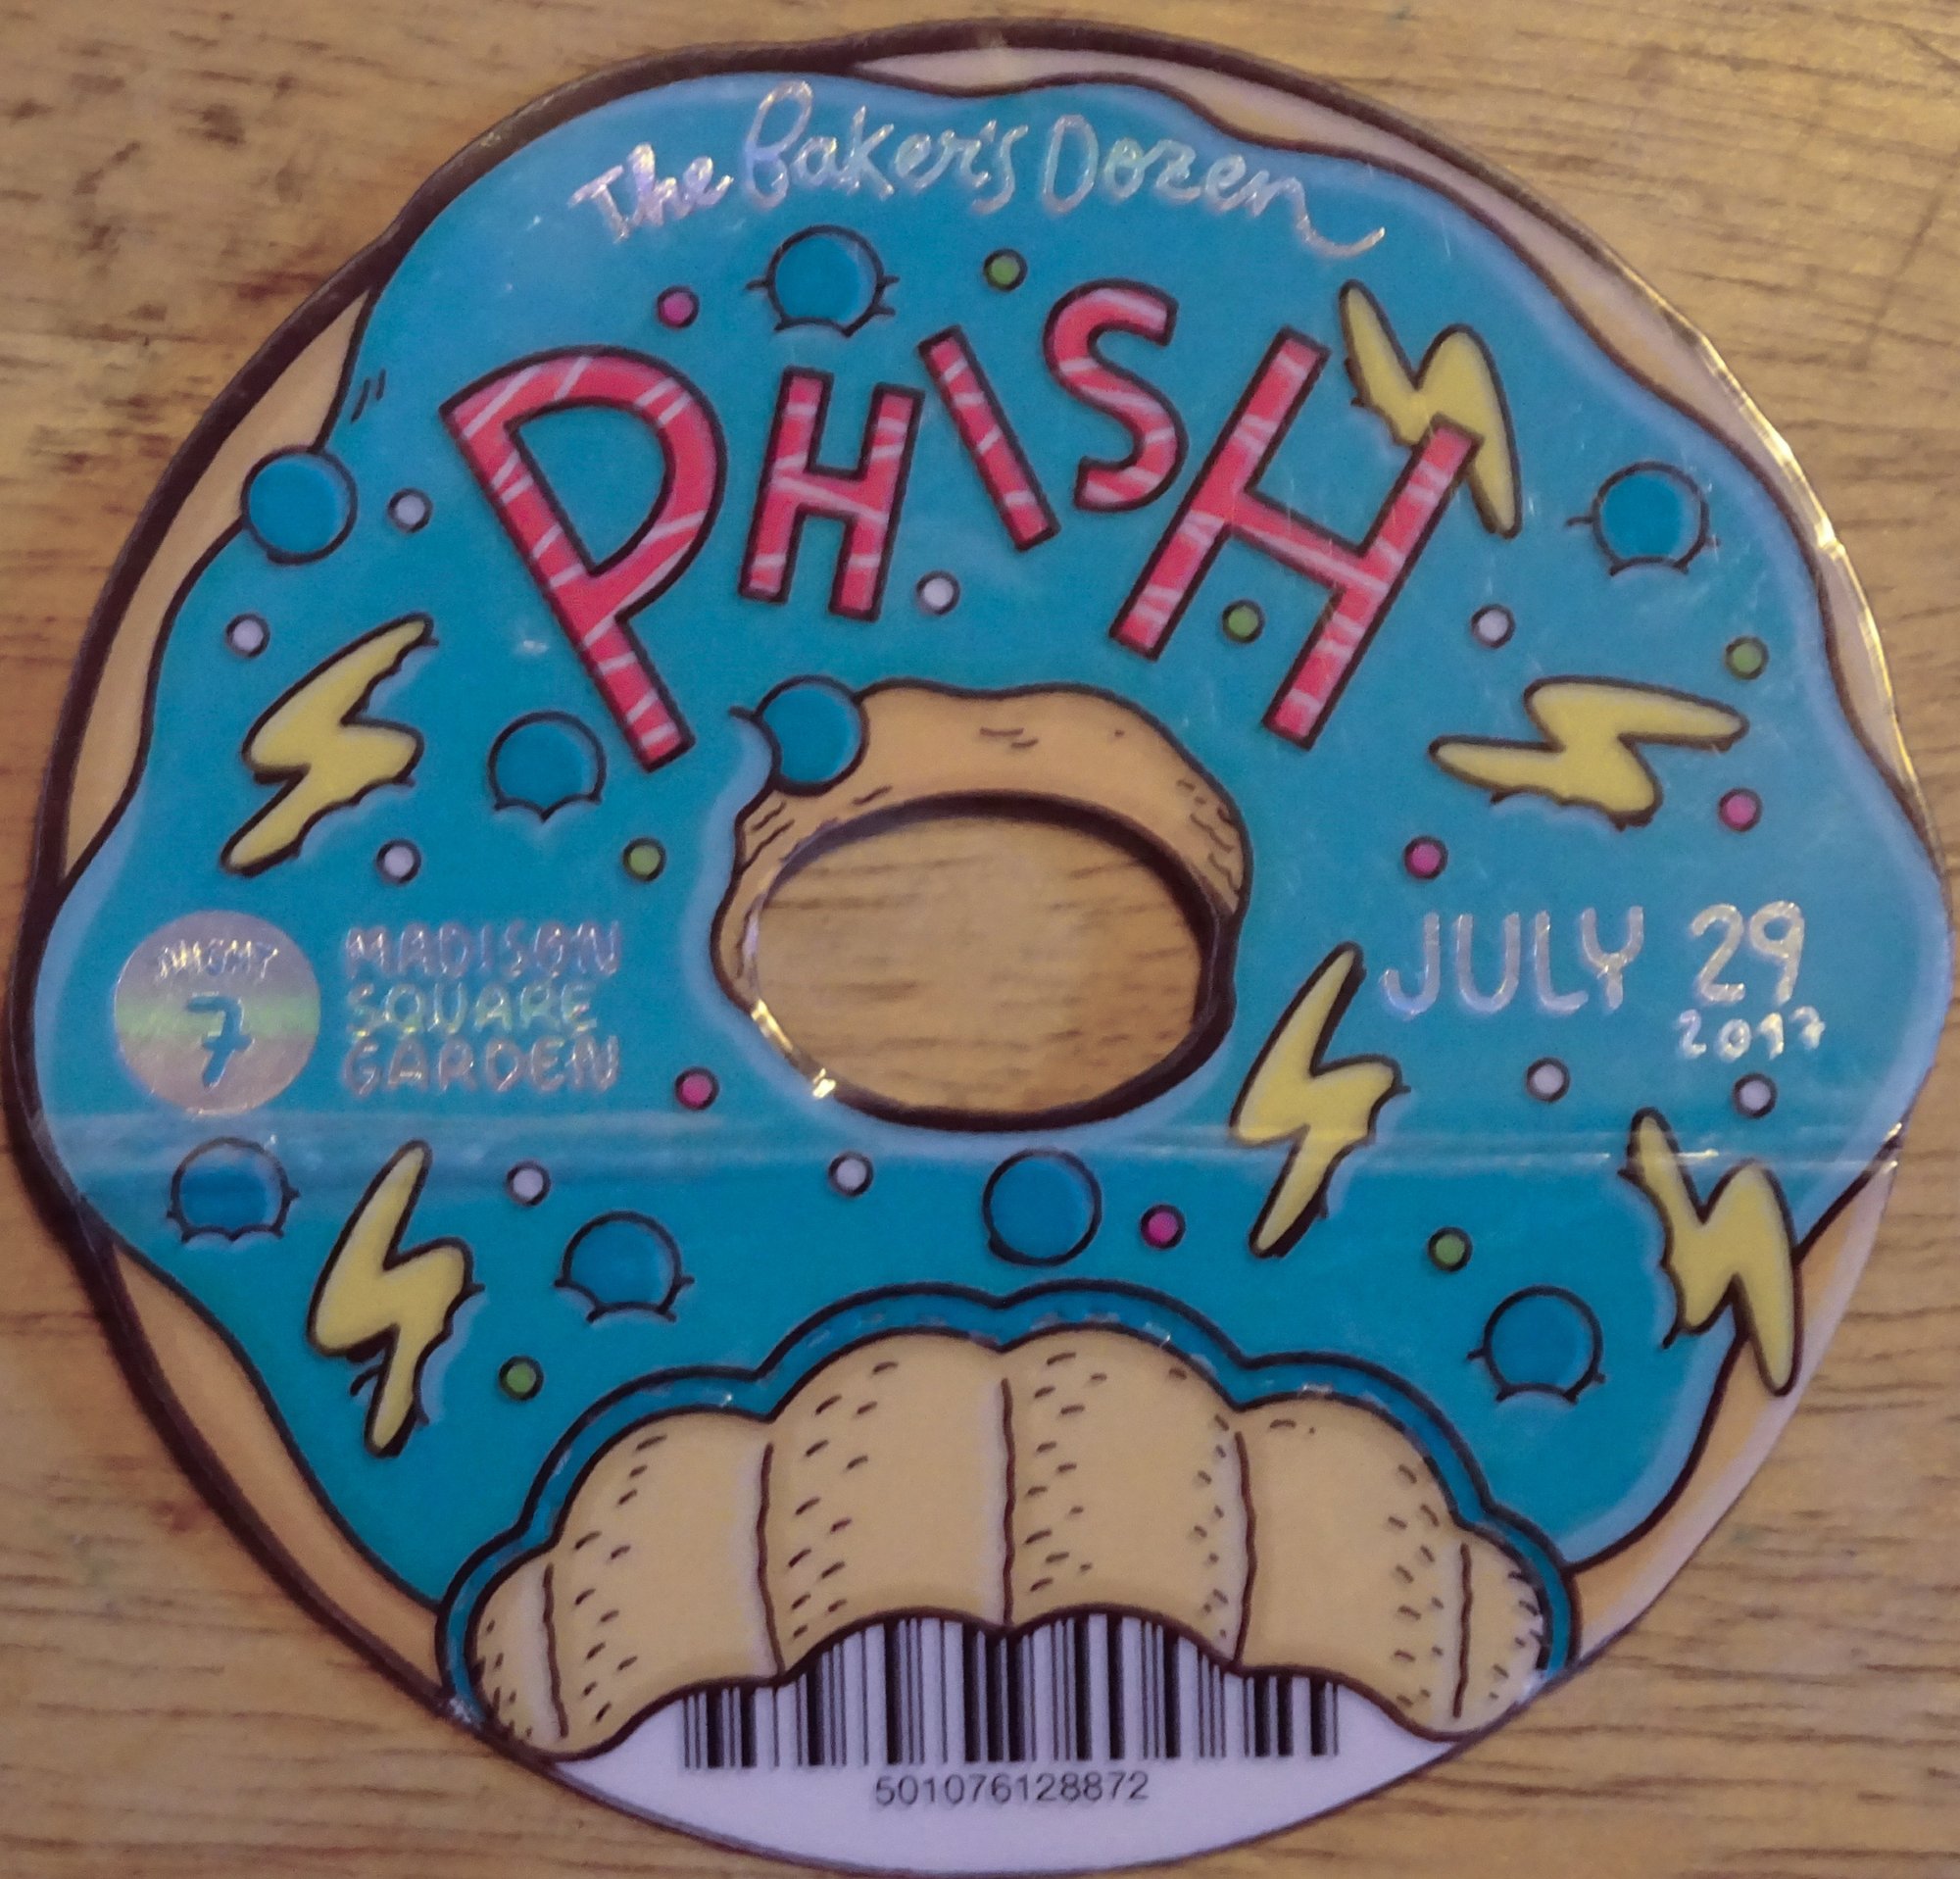 The Baker's Dozen
PHISH
NIGHT
7
MADISON
SQUARE
GARDEN
JULY 29
2017
501076128872